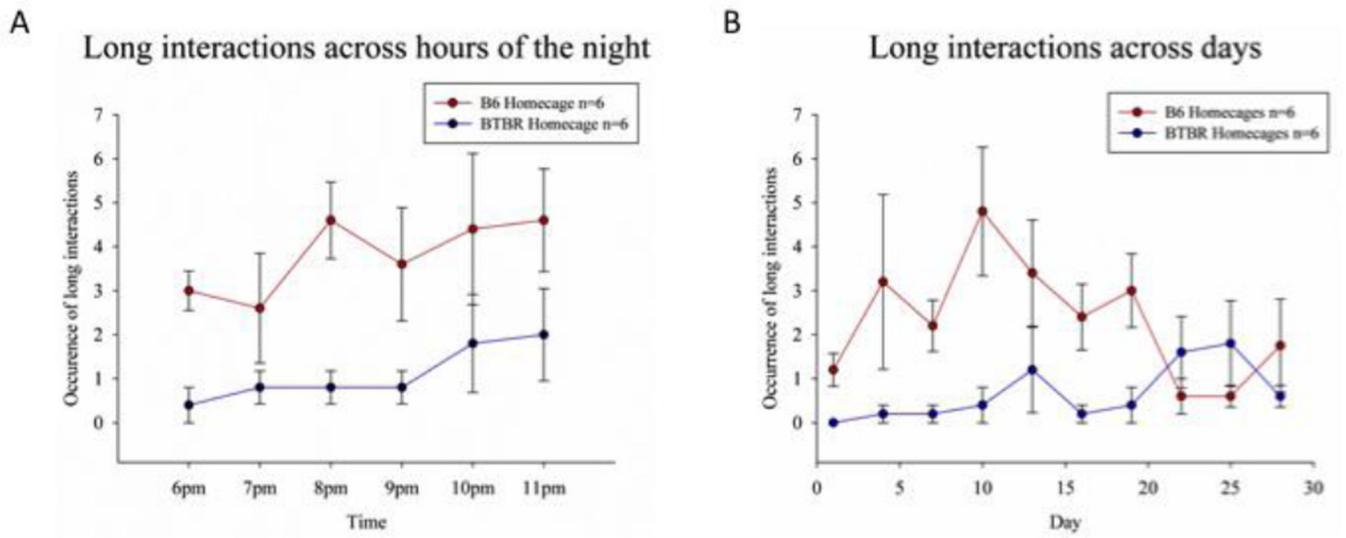 A
Long interactions across hours of the night
B6 Homecage n=6
BTBR Homecage n=6
7
6
5
4
3
2
1
0
Occurence of long interactions
6pm 7pm 8pm 9pm 10pm 11pm
Time
B
Long interactions across days
B6 Homecages n=6
BTBR Homecages n=6
7
6
5
4
3
2
1
0
Occurrence of long interactions
0 5 10 15 20 25 30
Day